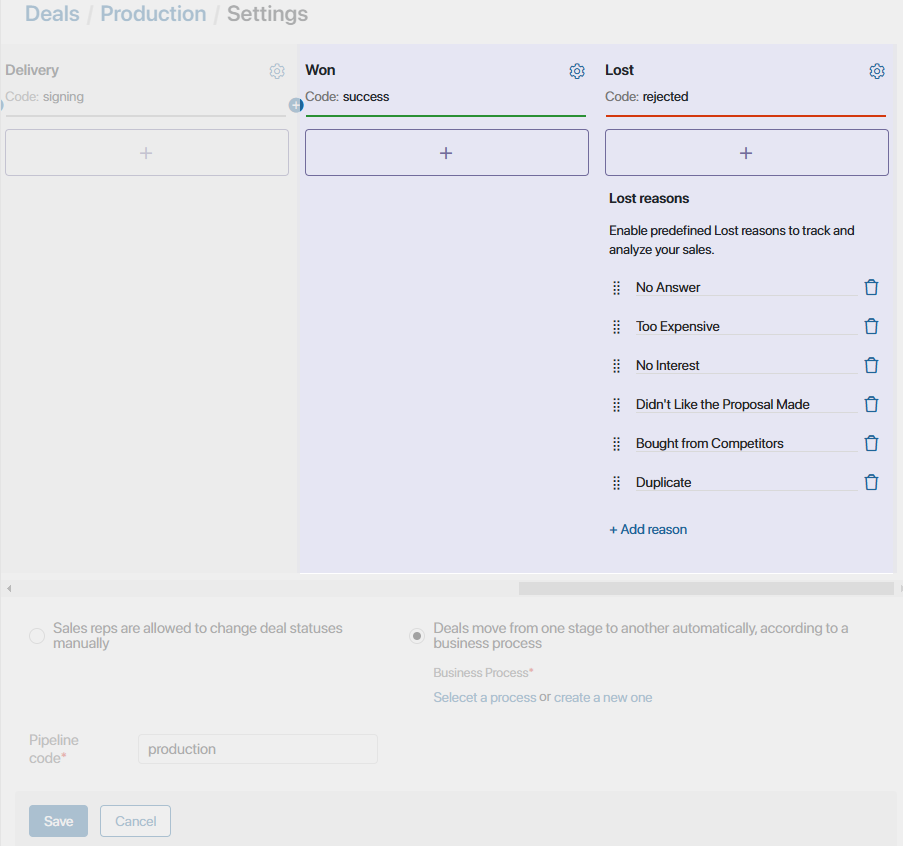 Deals / Production / Settings
Delivery
Code: signing
Won
Code: success
Lost
Code: rejected
+
+
+
+
Lost reasons
Enable predefined Lost reasons to track and
analyze your sales.
No Answer
Too Expensive
No Interest
Didn't Like the Proposal Made
Bought from Competitors
Duplicate
+ Add reason
Sales reps are allowed to change deal statuses
manually
Deals move from one stage to another automatically, according to a
business process
Business Process*
Selecet a process or create a new one
Pipeline
code*
production
Save
Cancel